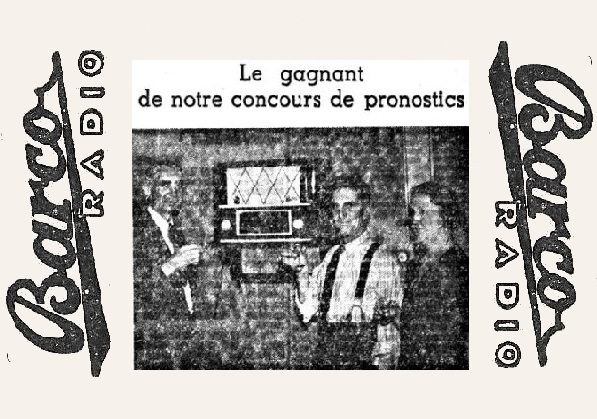 Barco
RADIO
Le gagnant
de notre concours de pronostics
Barco
RADIO